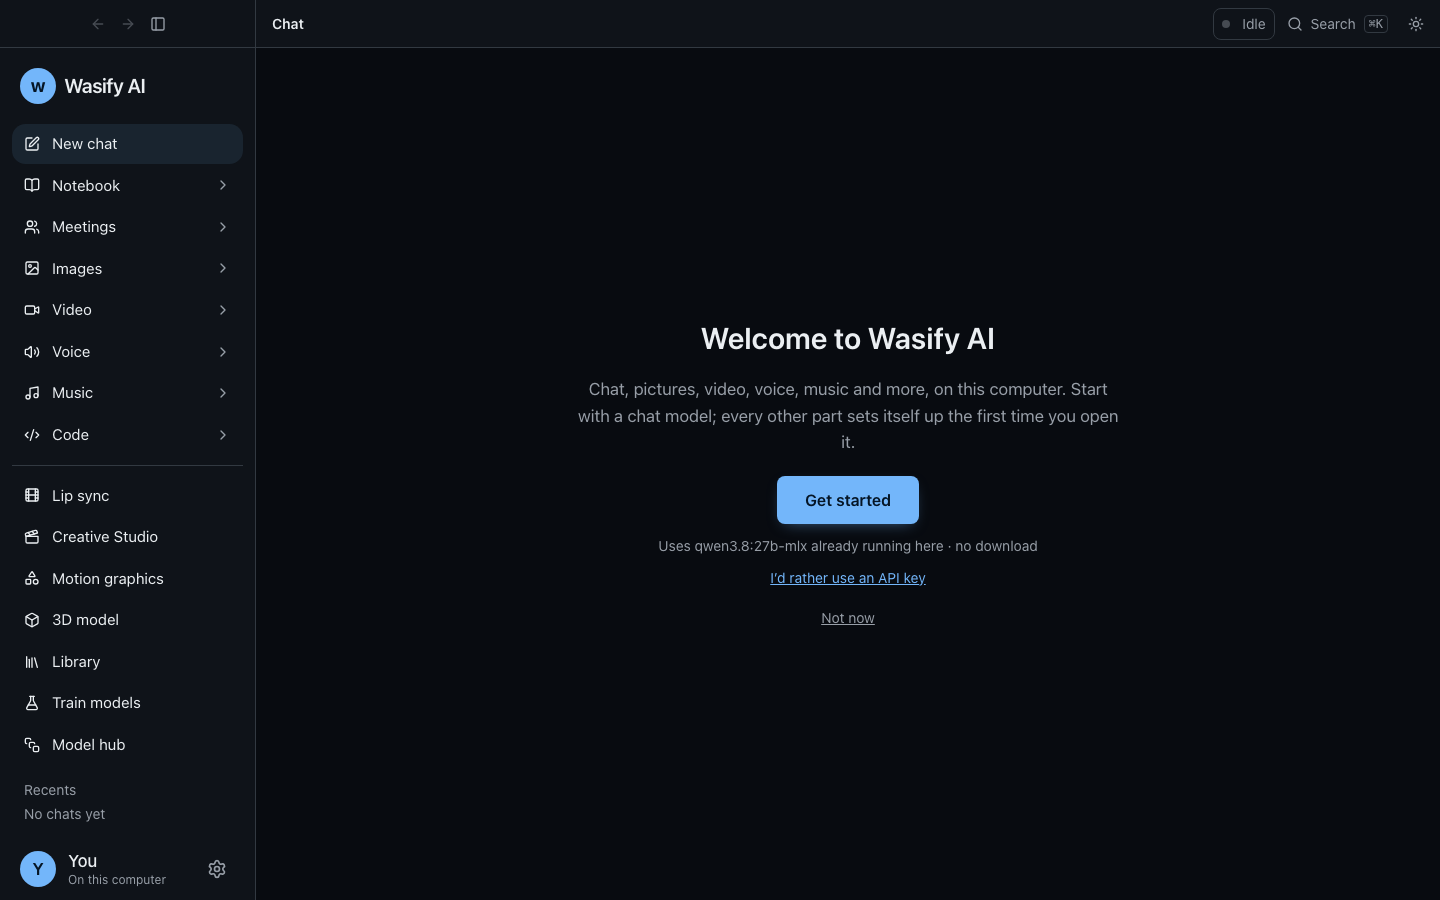 Chat
Idle
Search
⌘K
w
Wasify AI
New chat
Notebook
Meetings
Images
Video
Voice
Music
Code
Lip sync
Creative Studio
Motion graphics
3D model
Library
Train models
Model hub
Recents
No chats yet
Y
You
On this computer
Welcome to Wasify AI
Chat, pictures, video, voice, music and more, on this computer. Start
with a chat model; every other part sets itself up the first time you open
it.
Get started
Uses qwen3.8:27b-mlx already running here · no download
I’d rather use an API key
Not now